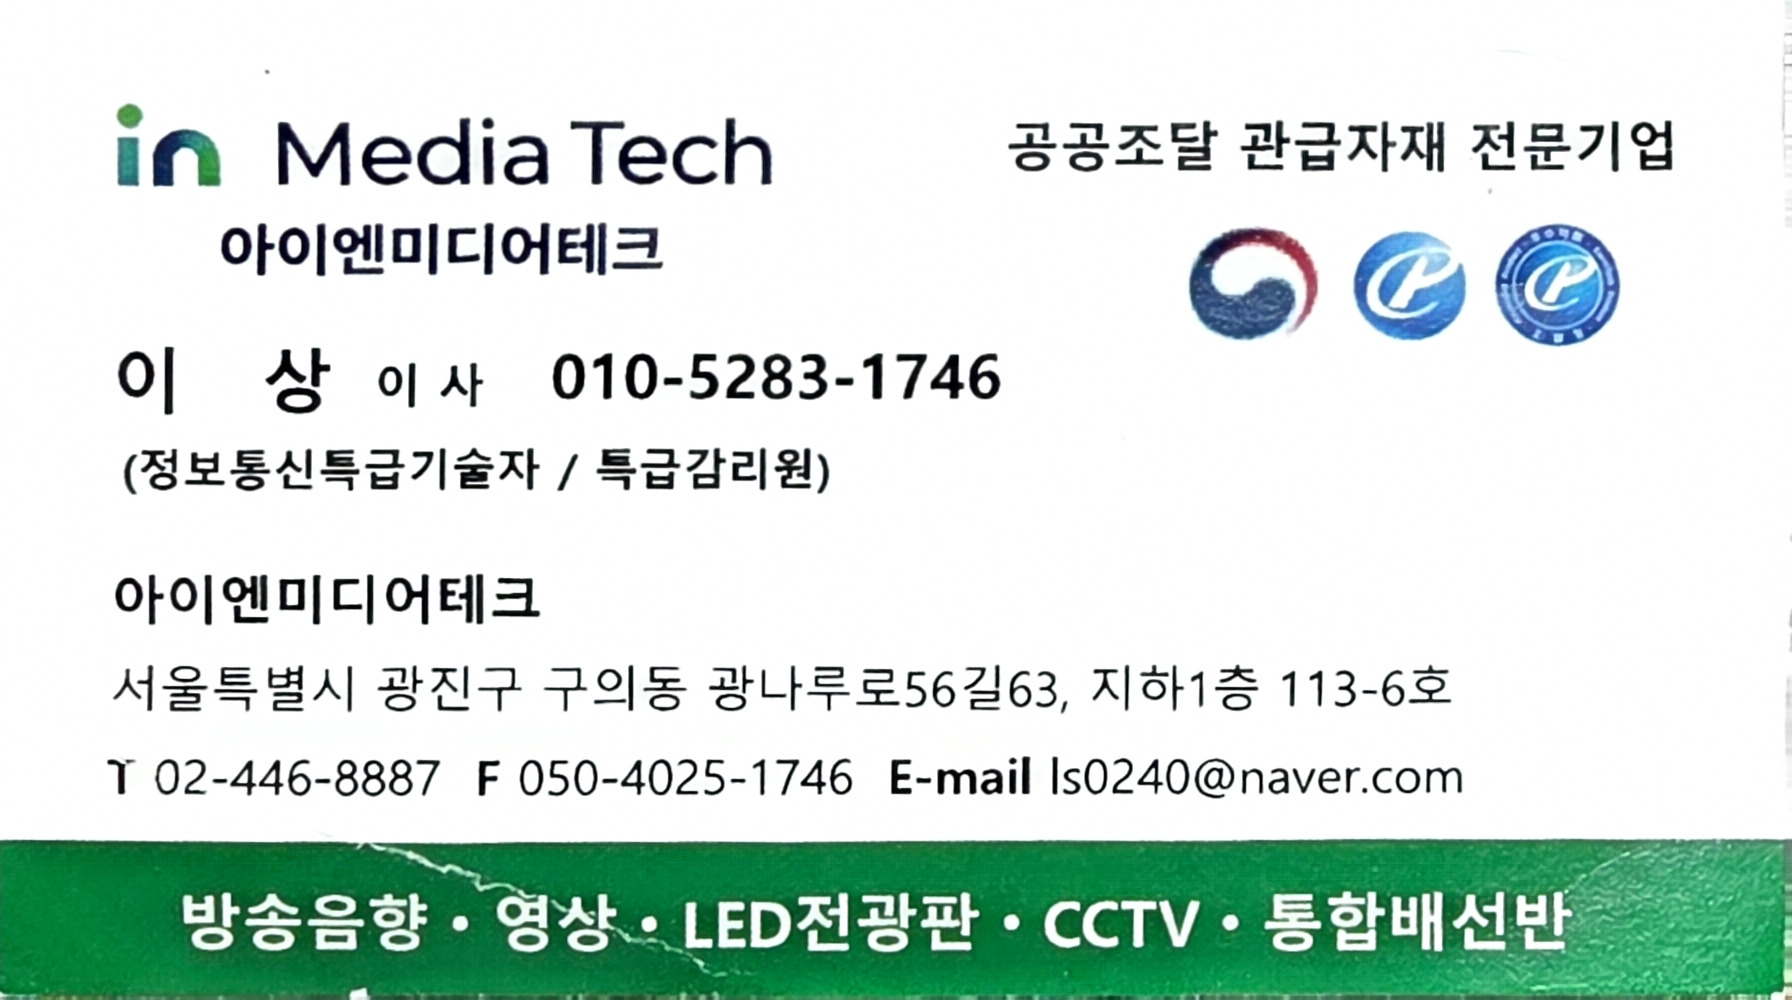 in Media Tech
아이엔미디어테크
공공조달 관급자재 전문기업
이 상 이 사 010-5283-1746
(정보통신특급기술자 / 특급감리원)
아이엔미디어테크
서울특별시 광진구 구의동 광나루로56길63, 지하1층 113-6호
T 02-446-8887 F 050-4025-1746 E-mail ls0240@naver.com
방송음향 · 영상 · LED전광판 · CCTV · 통합배선반